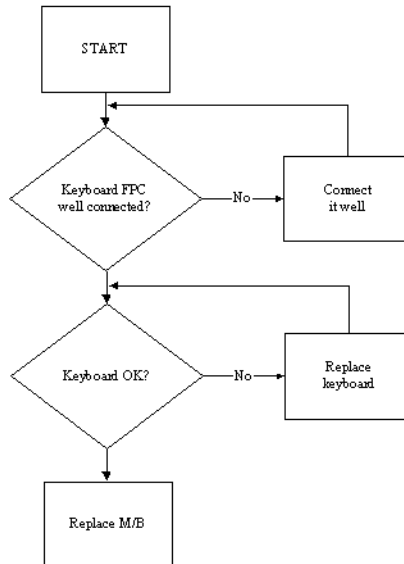 START
Keyboard FPC
well connected?
No
Connect
it well
Keyboard OK?
No
Replace
keyboard
Replace M/B